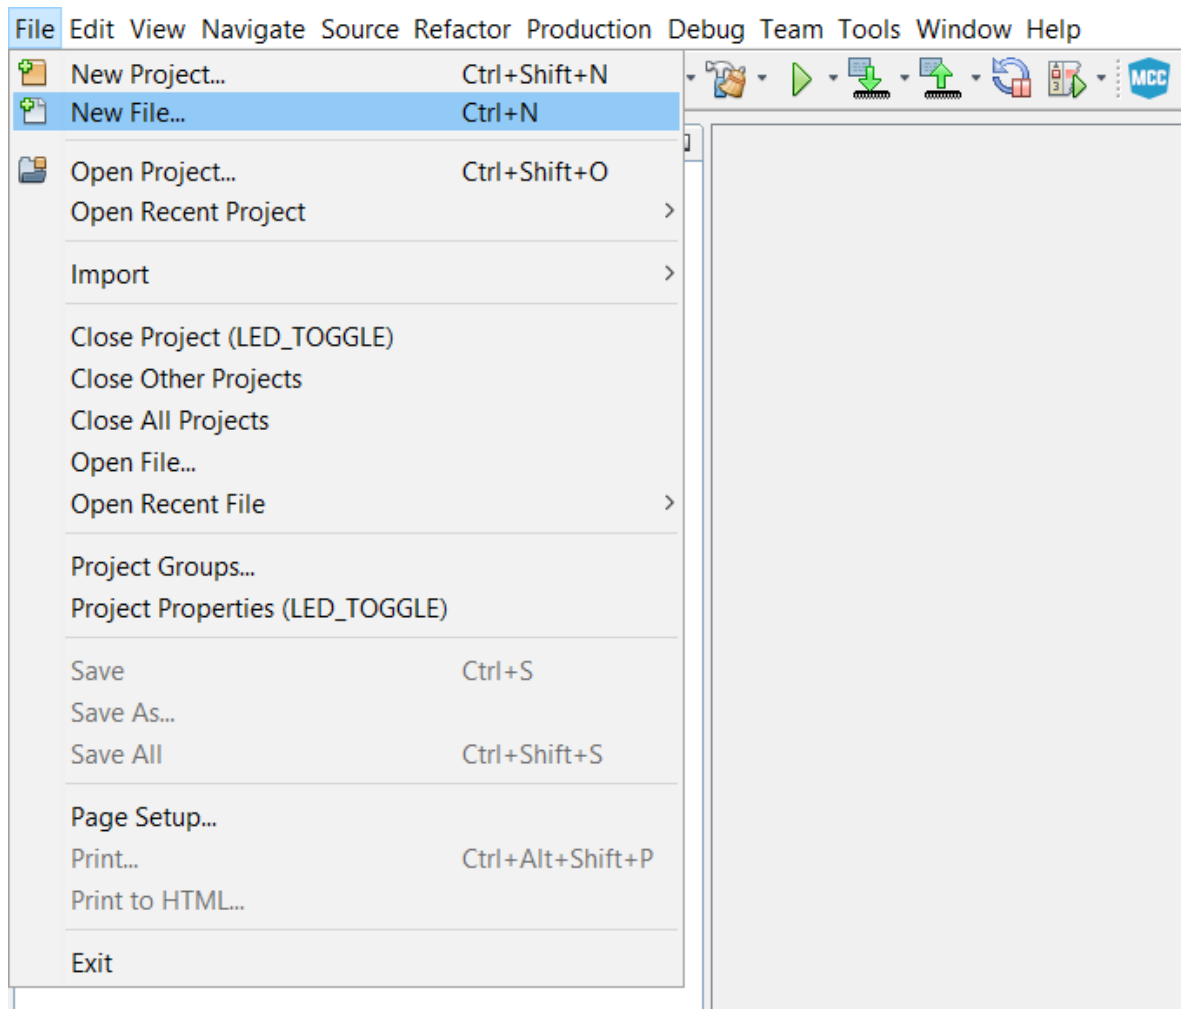 File Edit View Navigate Source Refactor Production Debug Team Tools Window Help
New Project... Ctrl+Shift+N
New File... Ctrl+N
Open Project... Ctrl+Shift+O
Open Recent Project
Import
Close Project (LED_TOGGLE)
Close Other Projects
Close All Projects
Open File...
Open Recent File
Project Groups...
Project Properties (LED_TOGGLE)
Save Ctrl+S
Save As...
Save All Ctrl+Shift+S
Page Setup...
Print... Ctrl+Alt+Shift+P
Print to HTML...
Exit
MCC